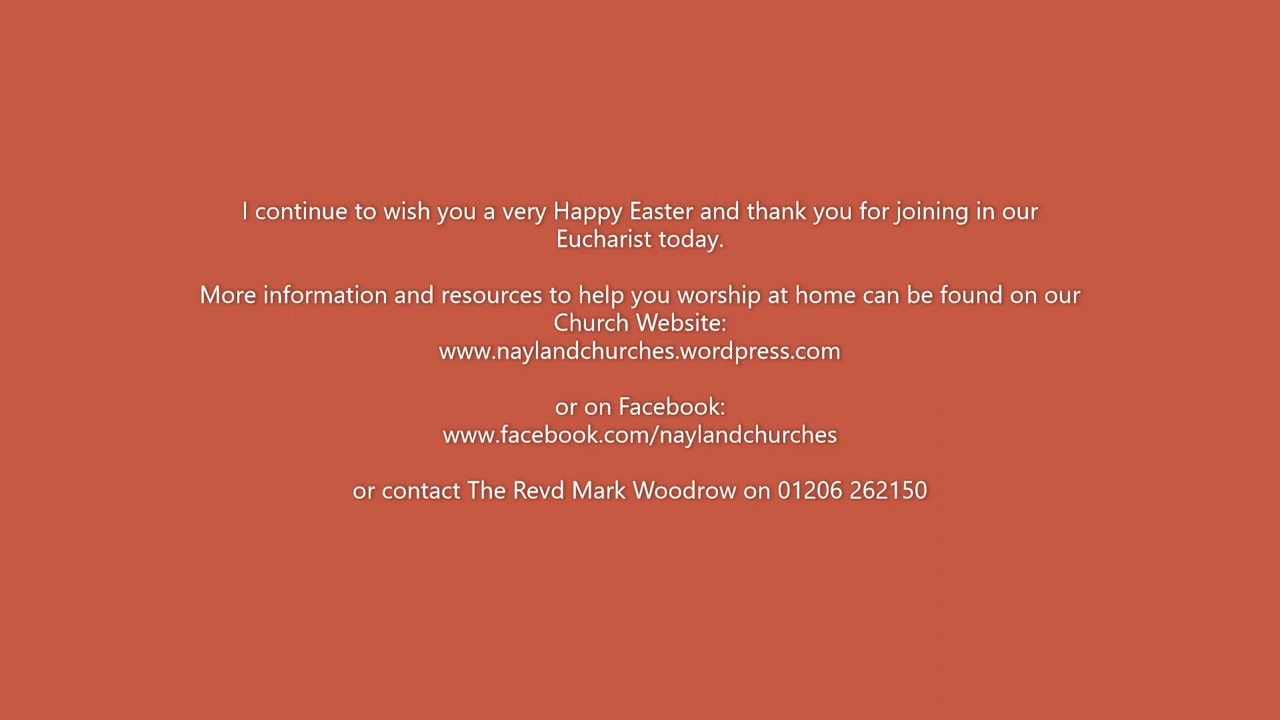 I continue to wish you a very Happy Easter and thank you for joining in our
Eucharist today.
More information and resources to help you worship at home can be found on our
Church Website:
www.naylandchurches.wordpress.com
or on Facebook:
www.facebook.com/naylandchurches
or contact The Revd Mark Woodrow on 01206 262150